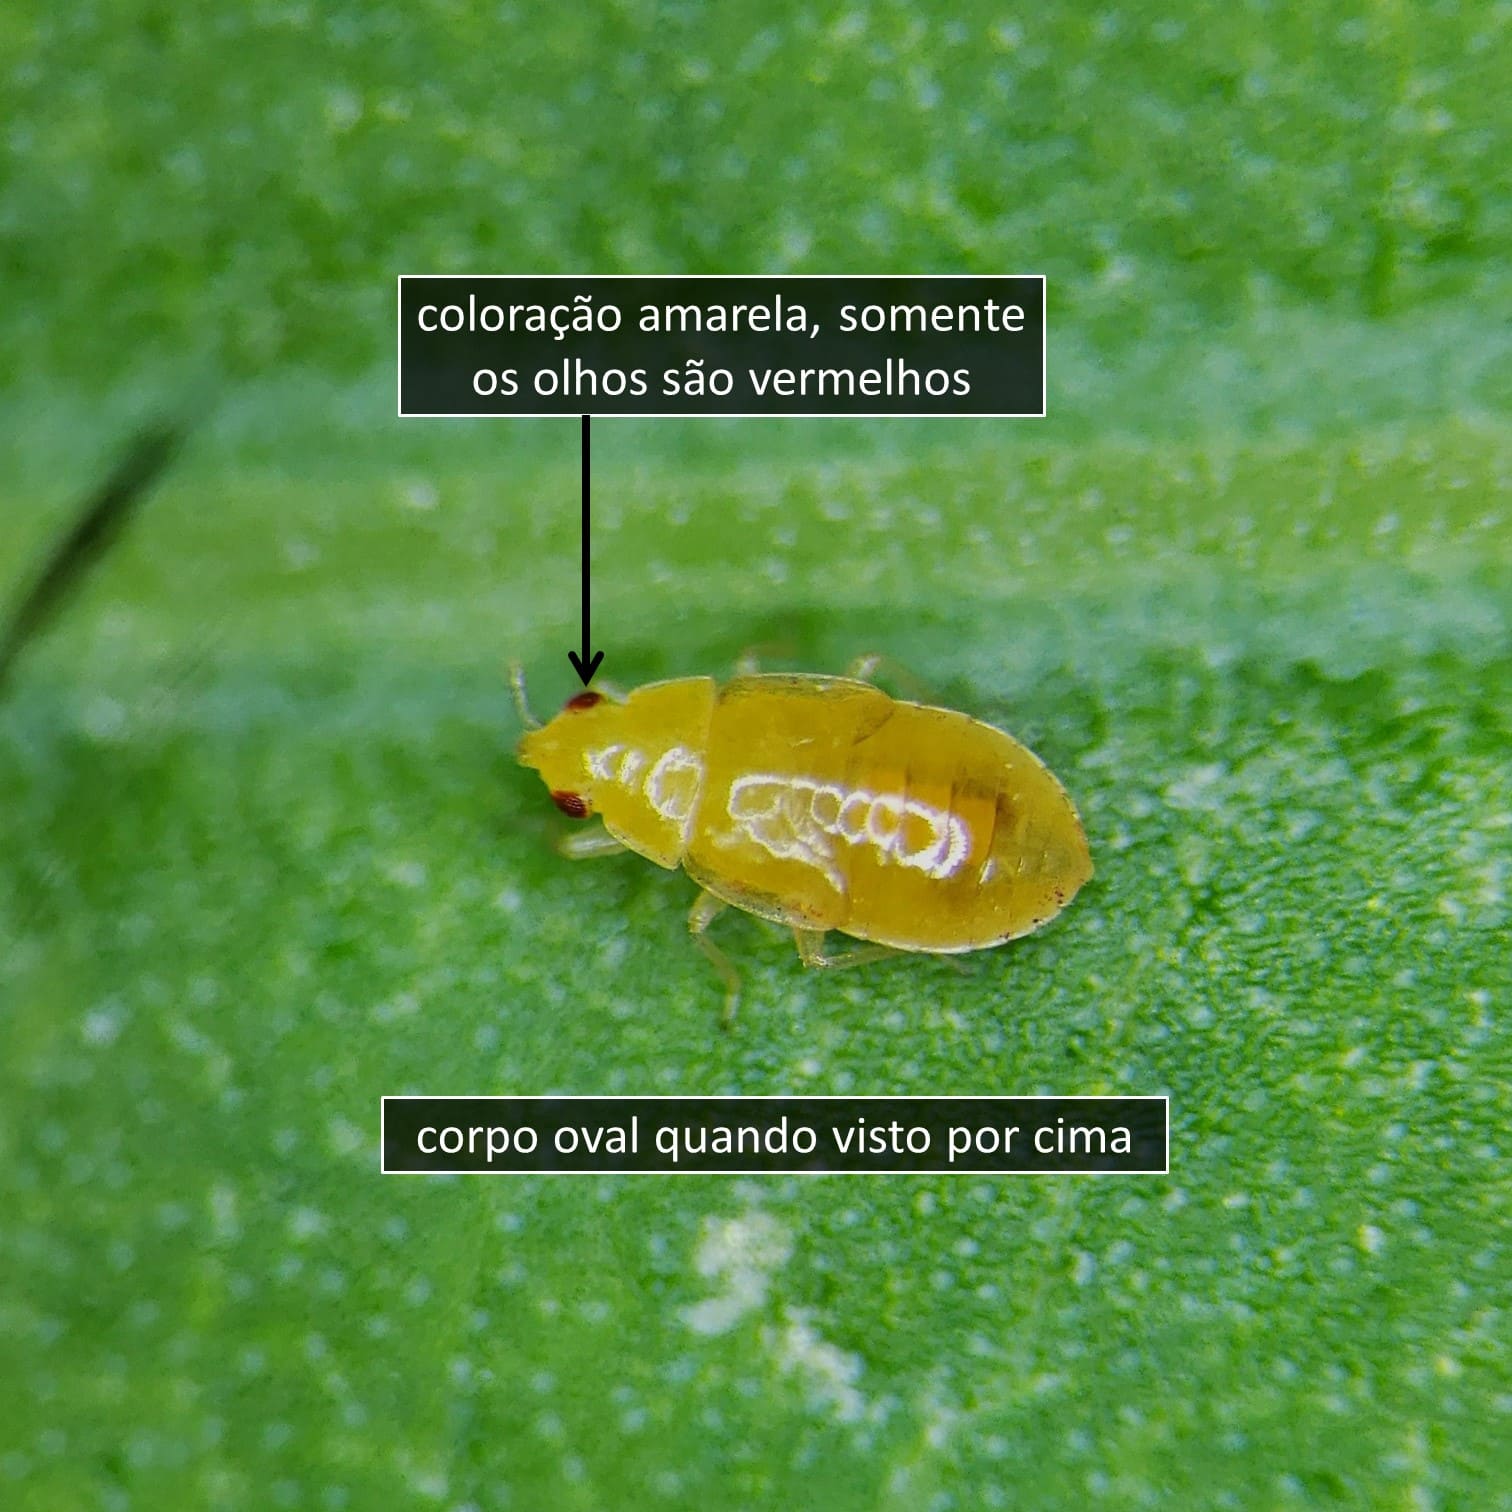 coloração amarela, somente
os olhos são vermelhos
corpo oval quando visto por cima